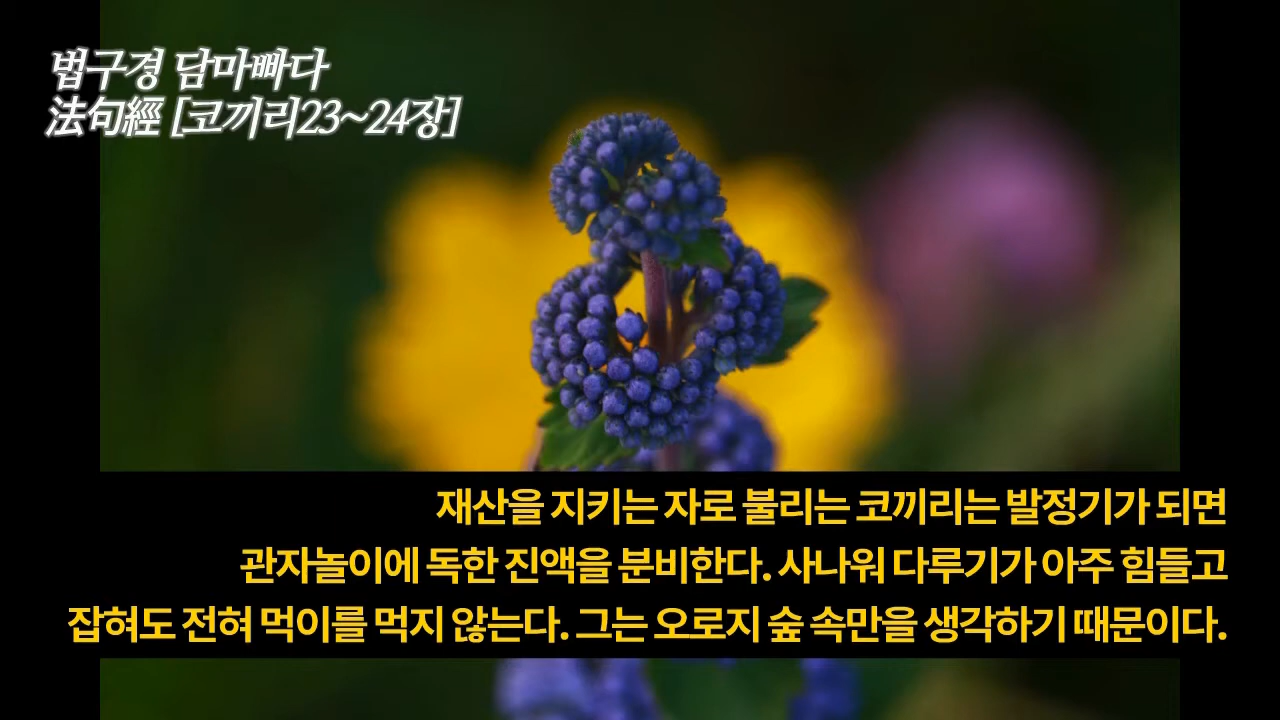 법구경 담마빠다
法句經 [코끼리23~24장]
재산을 지키는 자로 불리는 코끼리는 발정기가 되면
관자놀이에 독한 진액을 분비한다. 사나워 다루기가 아주 힘들고
잡혀도 전혀 먹이를 먹지 않는다. 그는 오로지 숲 속만을 생각하기 때문이다.